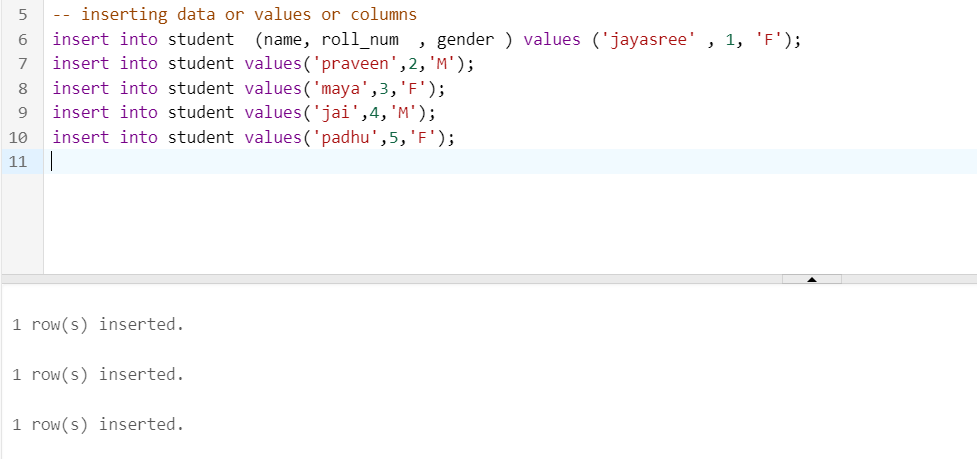 5 -- inserting data or values or columns
6 insert into student  (name, roll_num  , gender ) values ('jayasree' , 1, 'F');
7 insert into student values('praveen',2,'M');
8 insert into student values('maya',3,'F');
9 insert into student values('jai',4,'M');
10 insert into student values('padhu',5,'F');
11
1 row(s) inserted.
1 row(s) inserted.
1 row(s) inserted.